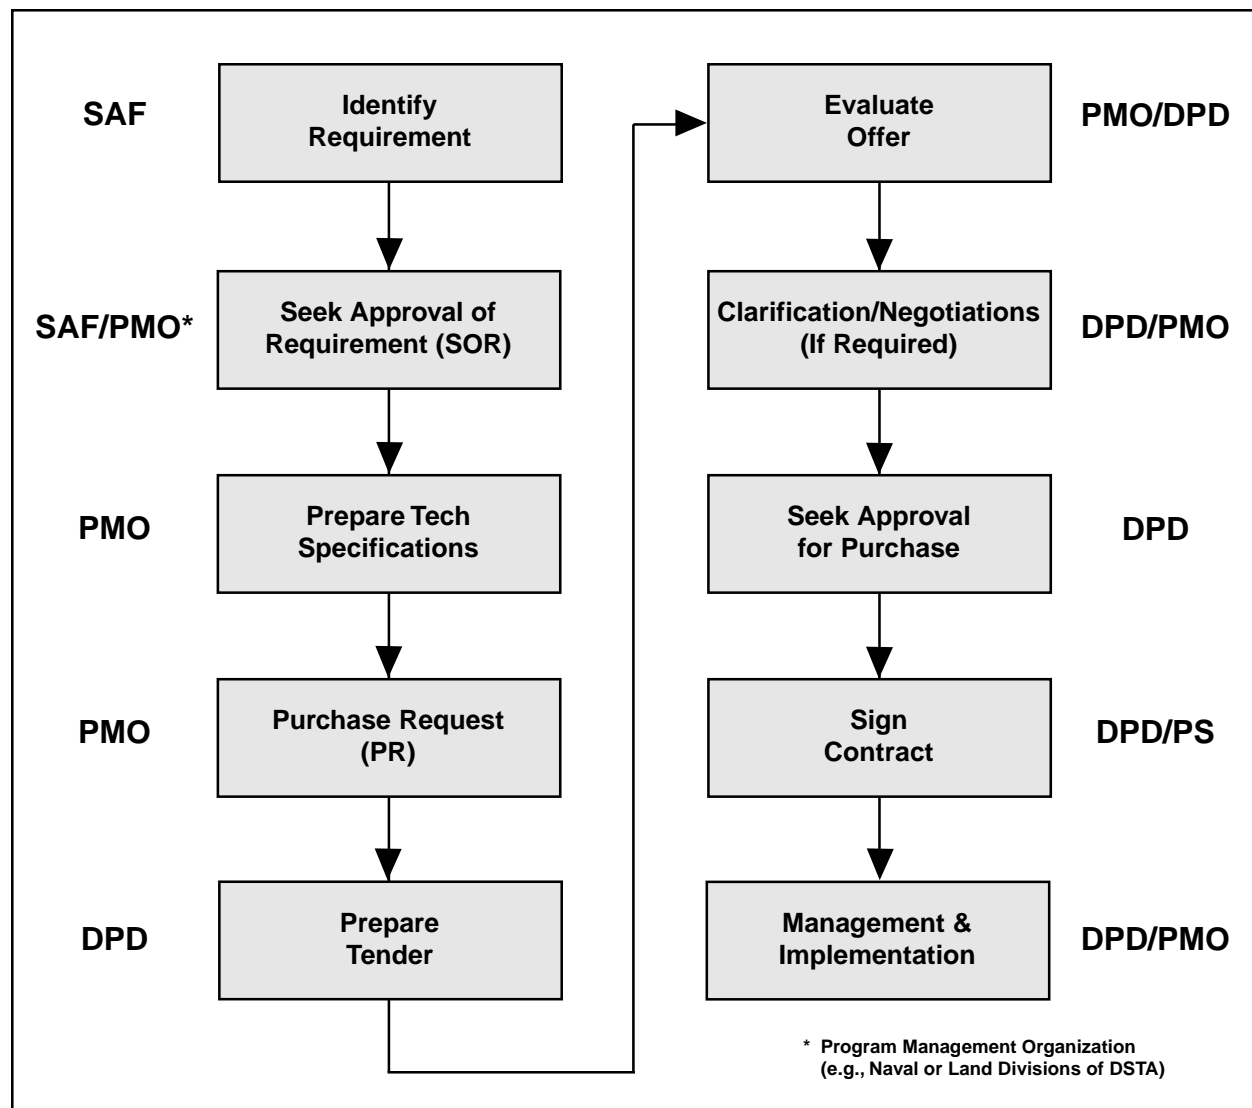 SAF
Identify
Requirement
SAF/PMO*
Seek Approval of
Requirement (SOR)
PMO
Prepare Tech
Specifications
PMO
Purchase Request
(PR)
DPD
Prepare
Tender
Evaluate
Offer
PMO/DPD
Clarification/Negotiations
(If Required)
DPD/PMO
Seek Approval
for Purchase
DPD
Sign
Contract
DPD/PS
Management &
Implementation
DPD/PMO
* Program Management Organization
(e.g., Naval or Land Divisions of DSTA)